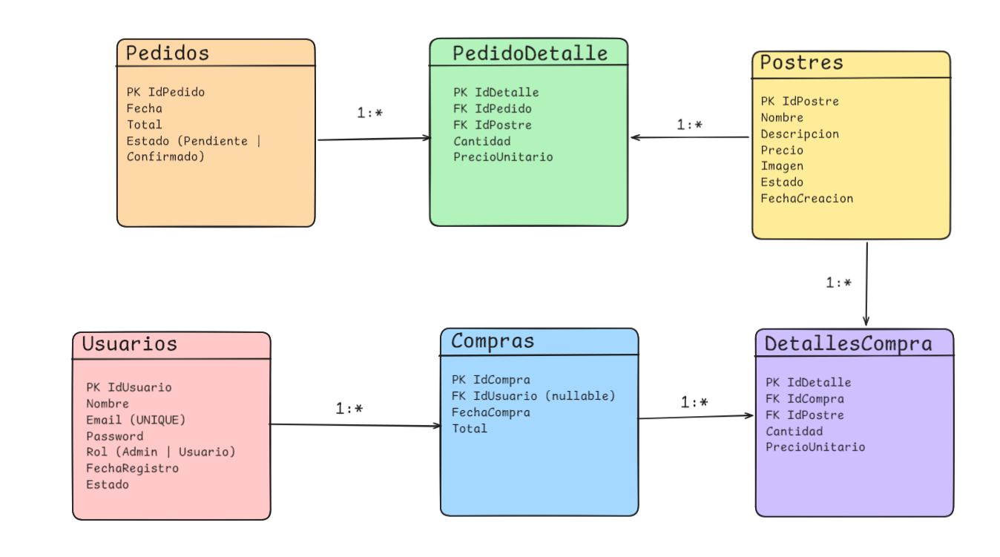 Pedidos
PK IdPedido
Fecha
Total
Estado (Pendiente |
Confirmado)
1:*
PedidoDetalle
PK IdDetalle
FK IdPedido
FK IdPostre
Cantidad
PrecioUnitario
1:*
Postres
PK IdPostre
Nombre
Descripcion
Precio
Imagen
Estado
FechaCreacion
1:*
Usuarios
PK IdUsuario
Nombre
Email (UNIQUE)
Password
Rol (Admin | Usuario)
FechaRegistro
Estado
1:*
Compras
PK IdCompra
FK IdUsuario (nullable)
FechaCompra
Total
1:*
DetallesCompra
PK IdDetalle
FK IdCompra
FK IdPostre
Cantidad
PrecioUnitario